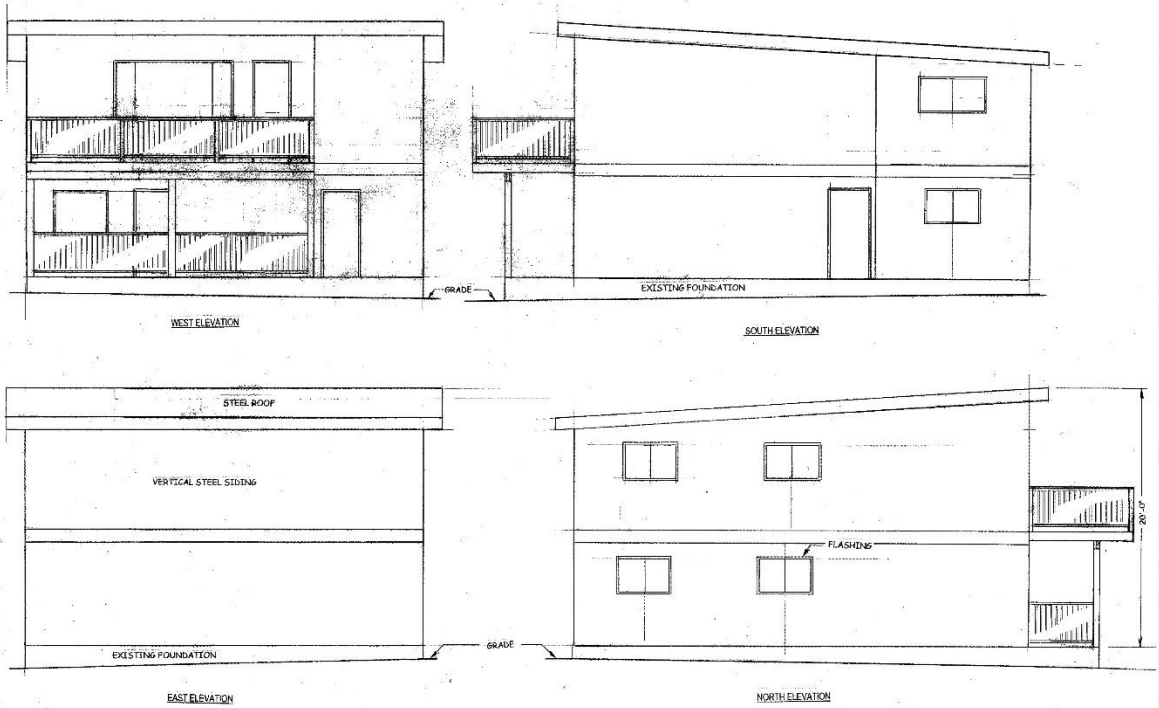 GRADE
EXISTING FOUNDATION
WEST ELEVATION
SOUTH ELEVATION
STEEL ROOF
VERTICAL STEEL SIDING
FLASHING
20'-0"
EXISTING FOUNDATION
GRADE
EAST ELEVATION
NORTH ELEVATION